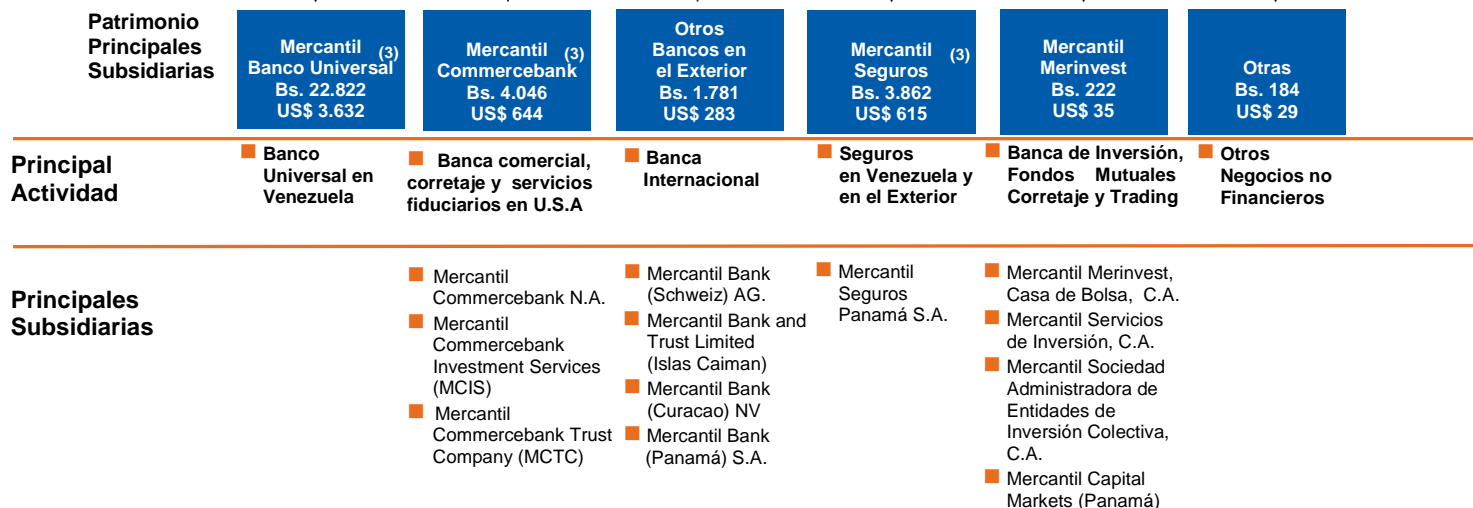 Patrimonio
Principales
Subsidiarias
Mercantil (3)
Banco Universal
Bs. 22.822
US$ 3.632
Mercantil (3)
Commercebank
Bs. 4.046
US$ 644
Otros
Bancos en
el Exterior
Bs. 1.781
US$ 283
Mercantil (3)
Seguros
Bs. 3.862
US$ 615
Mercantil
Merinvest
Bs. 222
US$ 35
Otras
Bs. 184
US$ 29
Principal
Actividad
Banco
Universal en
Venezuela
Banca comercial,
corretaje y servicios
fiduciarios en U.S.A
Banca
Internacional
Seguros
en Venezuela y
en el Exterior
Banca de Inversión,
Fondos Mutuales
Corretaje y Trading
Otros
Negocios no
Financieros
Principales
Subsidiarias
Mercantil
Commercebank N.A.
Mercantil
Commercebank
Investment Services
(MCIS)
Mercantil
Commercebank Trust
Company (MCTC)
Mercantil Bank
(Schweiz) AG.
Mercantil Bank and
Trust Limited
(Islas Caiman)
Mercantil Bank
(Curacao) NV
Mercantil Bank
(Panamá) S.A.
Mercantil
Seguros
Panamá S.A.
Mercantil Merinvest,
Casa de Bolsa, C.A.
Mercantil Servicios
de Inversión, C.A.
Mercantil Sociedad
Administradora de
Entidades de
Inversión Colectiva,
C.A.
Mercantil Capital
Markets (Panamá)